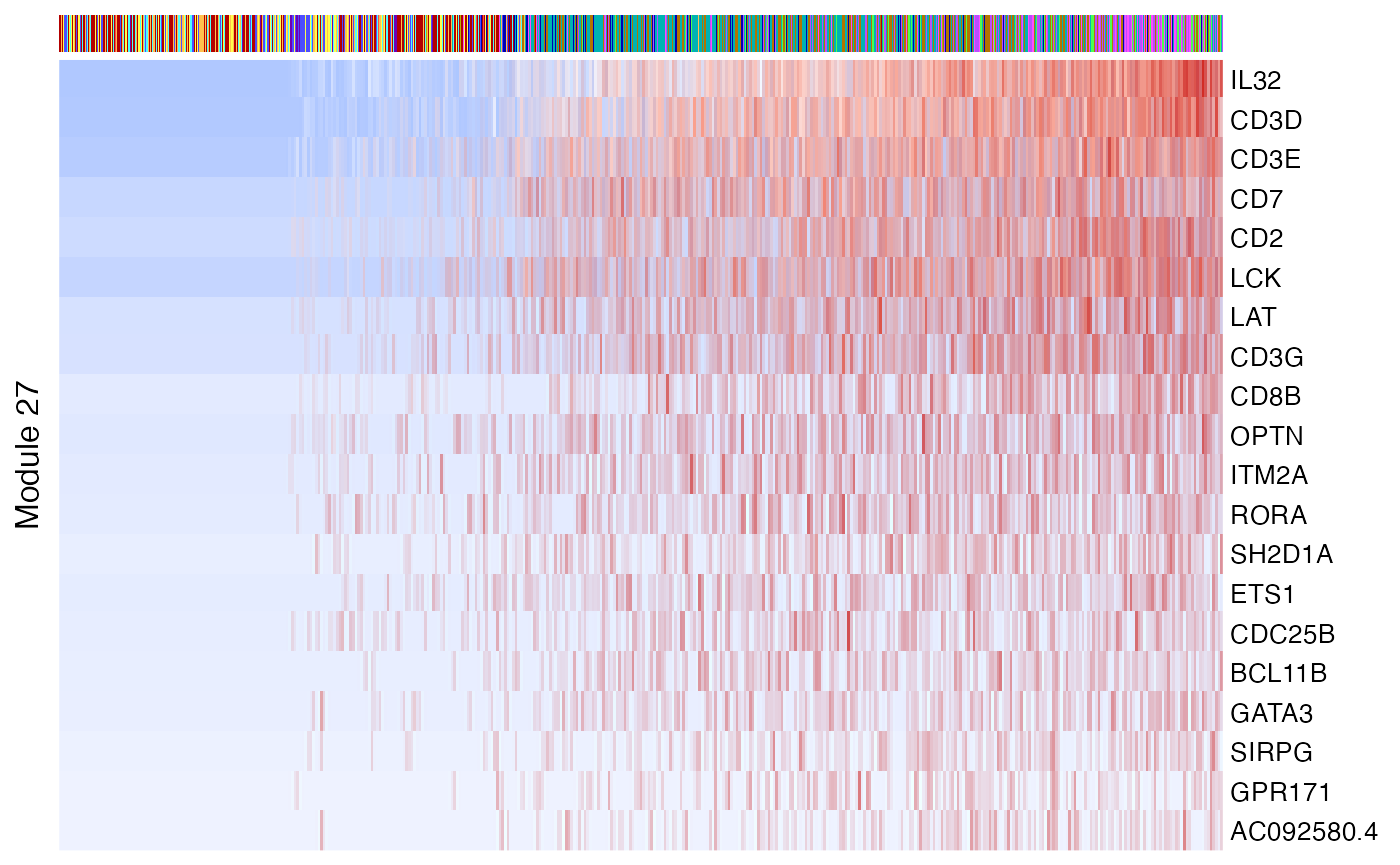 Module 27
IL32
CD3D
CD3E
CD7
CD2
LCK
LAT
CD3G
CD8B
OPTN
ITM2A
RORA
SH2D1A
ETS1
CDC25B
BCL11B
GATA3
SIRPG
GPR171
AC092580.4